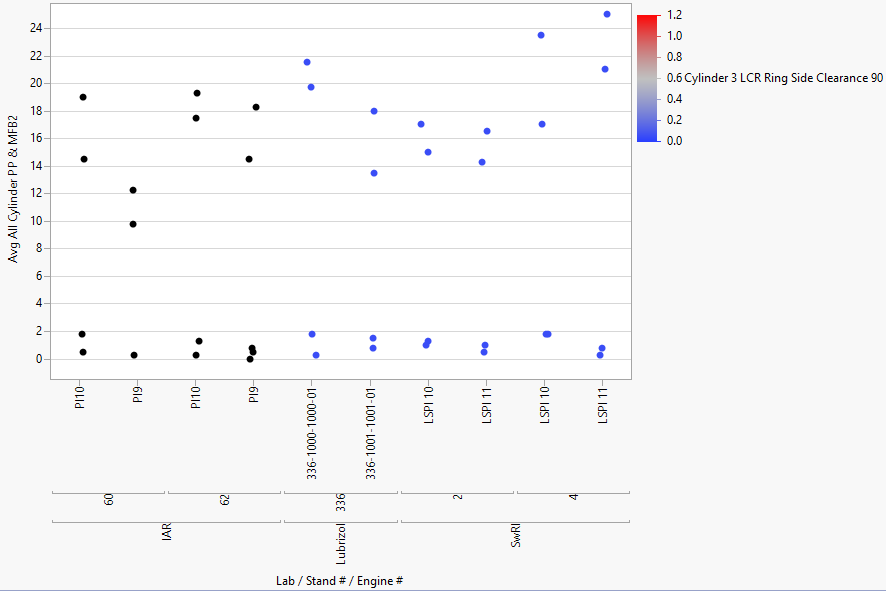 24
22
20
18
16
14
12
10
8
6
4
2
0
Avg All Cylinder PP & MFB2
PI10
PI9
PI10
PI9
336-1000-1000-01
336-1001-1001-01
LSPI 10
LSPI 11
LSPI 10
LSPI 11
60
62
336
2
4
IAR
Lubrizol
SwRI
Lab / Stand # / Engine #
1.2
1.0
0.8
0.6
0.4
0.2
0.0
Cylinder 3 LCR Ring Side Clearance 90